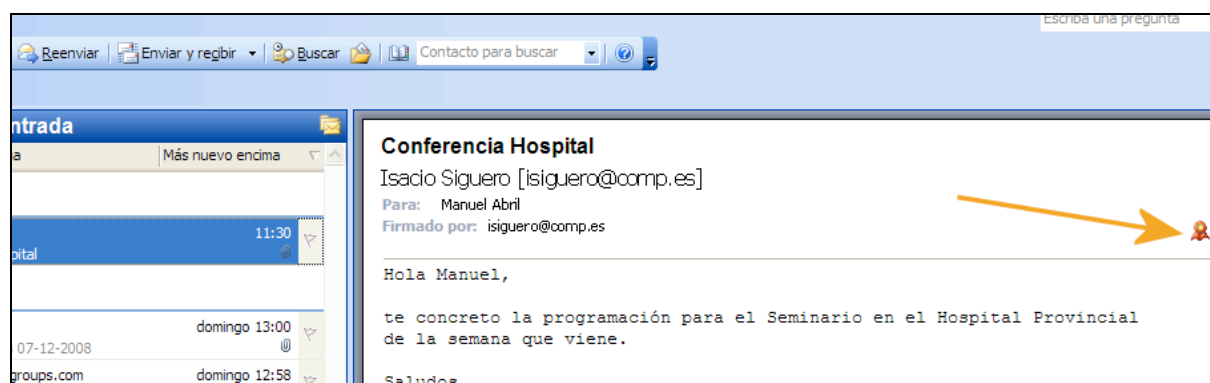 Escriba una pregunta
Reenviar Enviar y recibir Buscar Contacto para buscar
ntrada
a Más nuevo encima
11:30
pital
domingo 13:00
07-12-2008
groups.com domingo 12:58
Conferencia Hospital
Isacio Siguero [isiguero@comp.es]
Para: Manuel Abril
Firmado por: isiguero@comp.es
Hola Manuel,
te concreto la programación para el Seminario en el Hospital Provincial
de la semana que viene.
Saludos